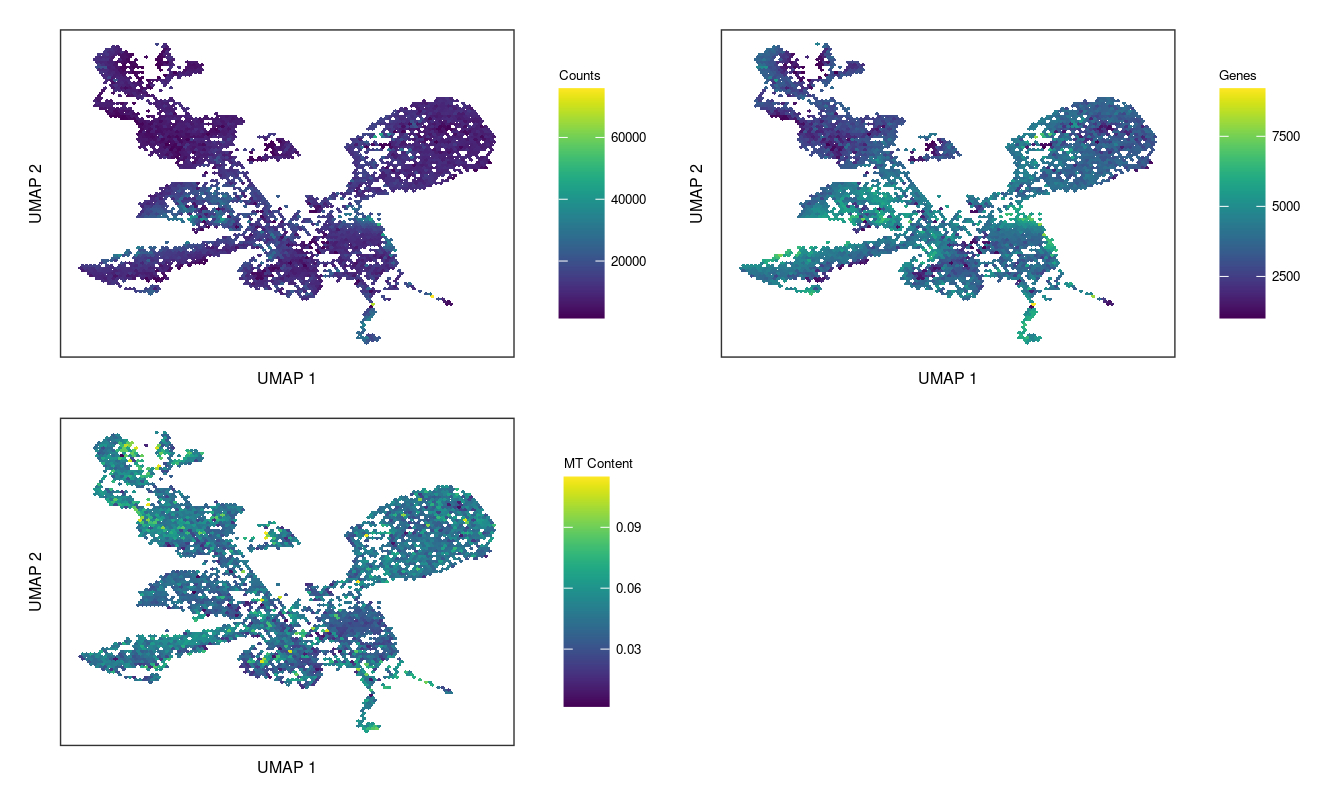 Counts
60000
40000
20000
UMAP 2
UMAP 1
Genes
7500
5000
2500
UMAP 2
UMAP 1
MT Content
0.09
0.06
0.03
UMAP 2
UMAP 1